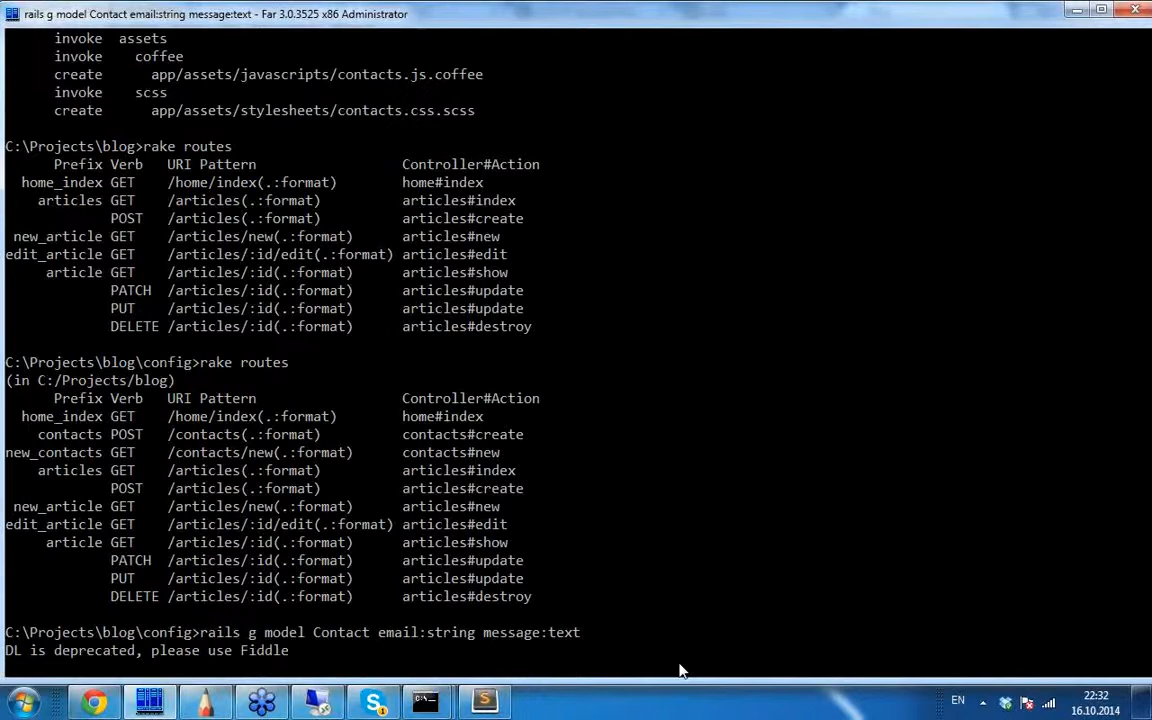 rails g model Contact email:string message:text - Far 3.0.3525 x86 Administrator
invoke  assets
invoke    coffee
create      app/assets/javascripts/contacts.js.coffee
invoke    scss
create      app/assets/stylesheets/contacts.css.scss
C:\Projects\blog>rake routes
Prefix Verb   URI Pattern                  Controller#Action
home_index GET    /home/index(.:format)        home#index
articles GET    /articles(.:format)          articles#index
POST   /articles(.:format)          articles#create
new_article GET    /articles/new(.:format)      articles#new
edit_article GET    /articles/:id/edit(.:format) articles#edit
article GET    /articles/:id(.:format)      articles#show
PATCH  /articles/:id(.:format)      articles#update
PUT    /articles/:id(.:format)      articles#update
DELETE /articles/:id(.:format)      articles#destroy
C:\Projects\blog\config>rake routes
(in C:/Projects/blog)
Prefix Verb   URI Pattern                  Controller#Action
home_index GET    /home/index(.:format)        home#index
contacts POST   /contacts(.:format)          contacts#create
new_contacts GET    /contacts/new(.:format)      contacts#new
articles GET    /articles(.:format)          articles#index
POST   /articles(.:format)          articles#create
new_article GET    /articles/new(.:format)      articles#new
edit_article GET    /articles/:id/edit(.:format) articles#edit
article GET    /articles/:id(.:format)      articles#show
PATCH  /articles/:id(.:format)      articles#update
PUT    /articles/:id(.:format)      articles#update
DELETE /articles/:id(.:format)      articles#destroy
C:\Projects\blog\config>rails g model Contact email:string message:text
DL is deprecated, please use Fiddle
EN
22:32
16.10.2014